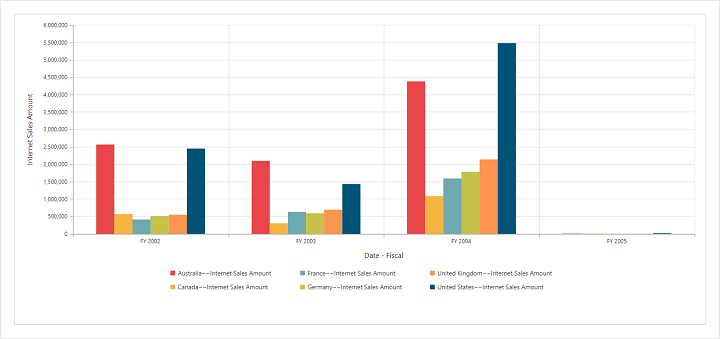 6,000,000
5,500,000
5,000,000
4,500,000
4,000,000
3,500,000
3,000,000
2,500,000
2,000,000
1,500,000
1,000,000
500,000
0
Internet Sales Amount
FY 2002 FY 2003 FY 2004 FY 2005
Date - Fiscal
Australia~~Internet Sales Amount France~~Internet Sales Amount United Kingdom~~Internet Sales Amount
Canada~~Internet Sales Amount Germany~~Internet Sales Amount United States~~Internet Sales Amount